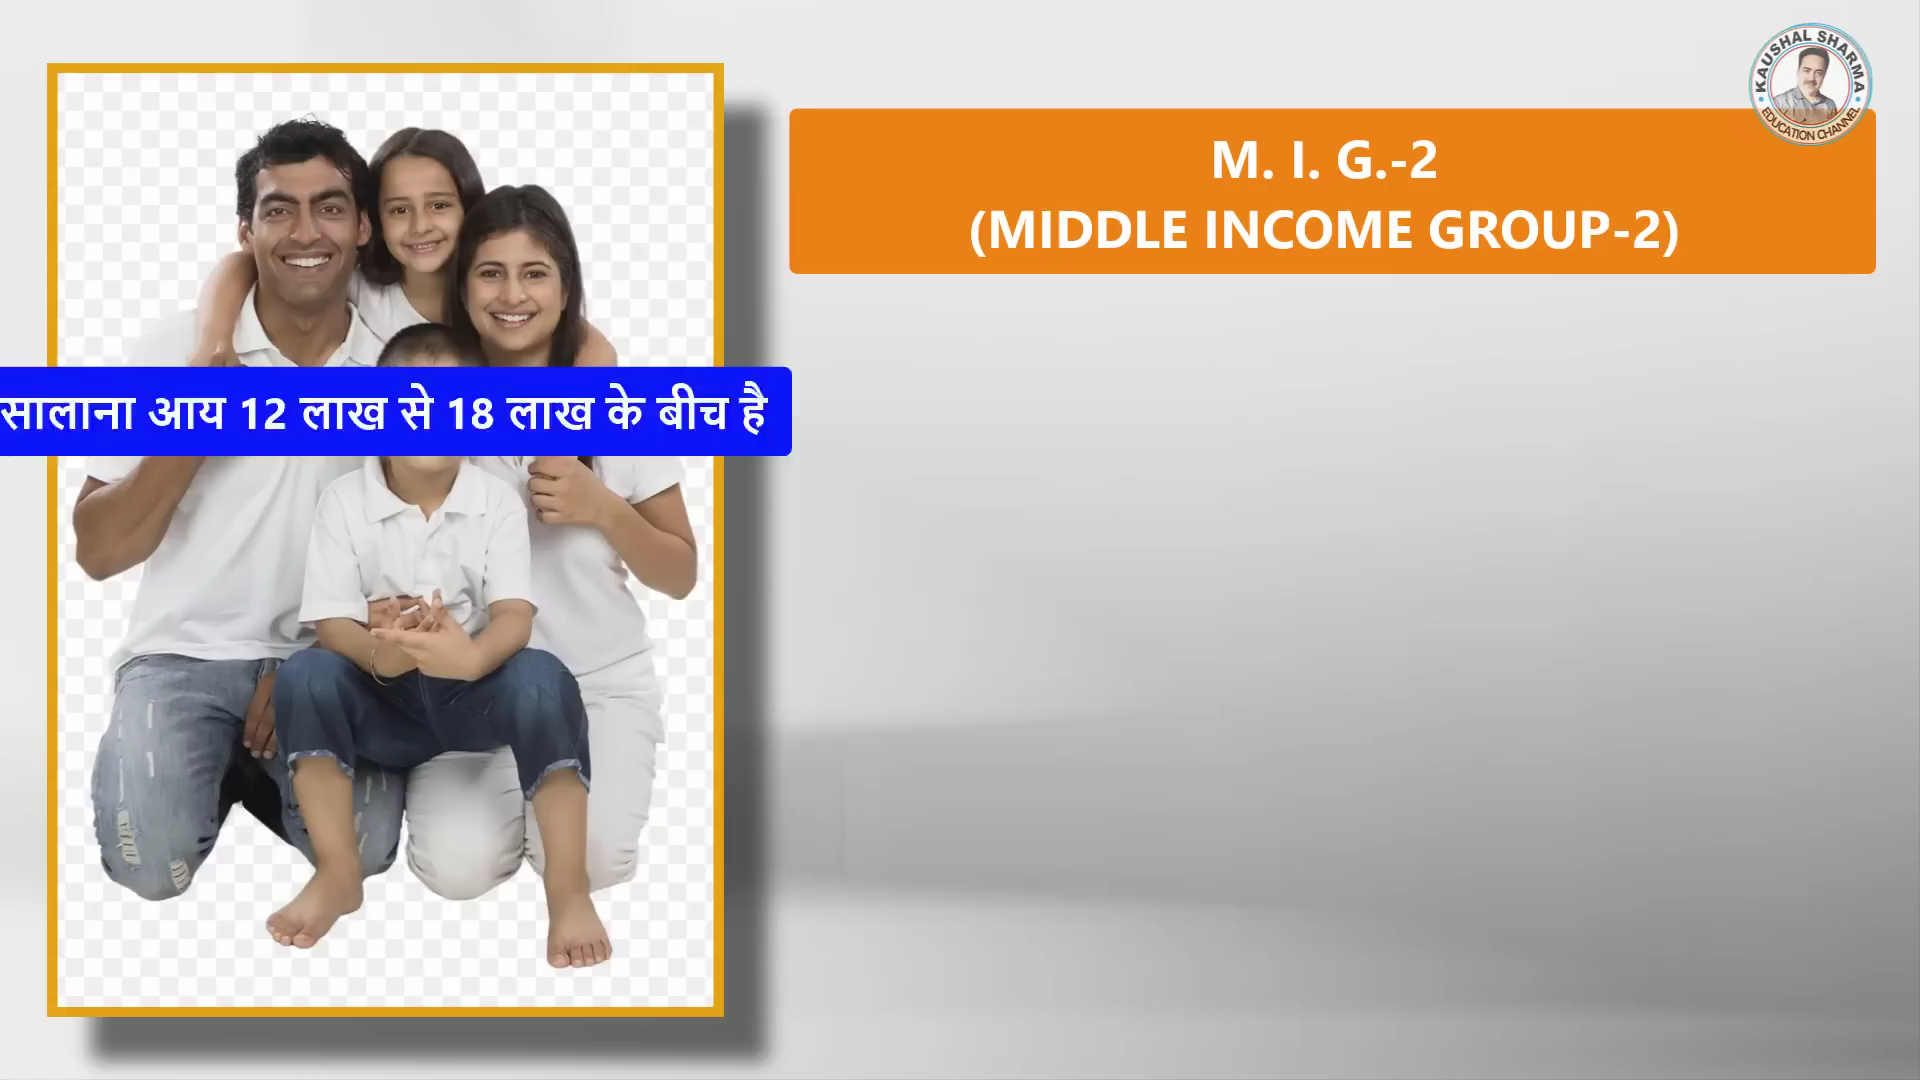 KAUSHAL SHARMA
EDUCATION CHANNEL
M. I. G.-2
(MIDDLE INCOME GROUP-2)
सालाना आय 12 लाख से 18 लाख के बीच है